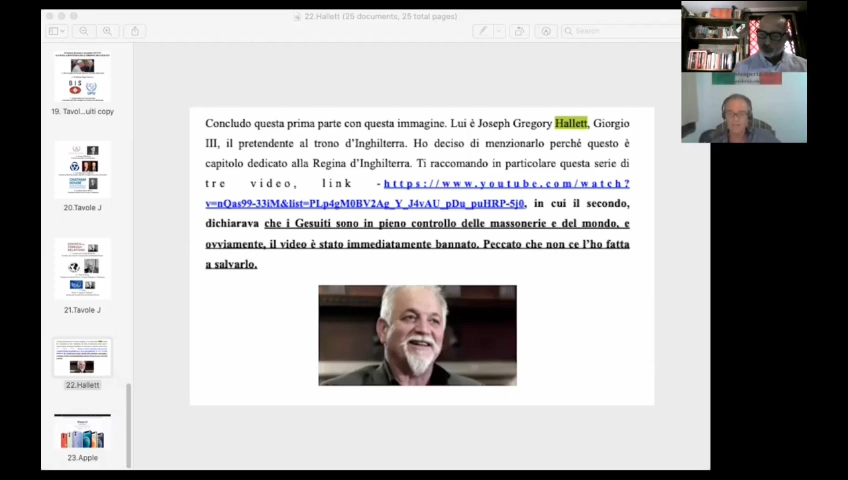 22.Hallett (25 documents, 25 total pages)
Search
19. Tavol...uiti copy
20.Tavole J
21.Tavole J
22.Hallett
23.Apple
Concludo questa prima parte con questa immagine. Lui è Joseph Gregory Hallett, Giorgio
III, il pretendente al trono d'Inghilterra. Ho deciso di menzionarlo perché questo è
capitolo dedicato alla Regina d'Inghilterra. Ti raccomando in particolare questa serie di
tre video, link -https://www.youtube.com/watch?
v=nQas99-33iM&list=PLp4gM0BV2Ag_Y_J4vAU_pDu_puHRP-5j0, in cui il secondo,
dichiarava che i Gesuiti sono in pieno controllo delle massonerie e del mondo, e
ovviamente, il video è stato immediatamente bannato. Peccato che non ce l'ho fatta
a salvarlo.